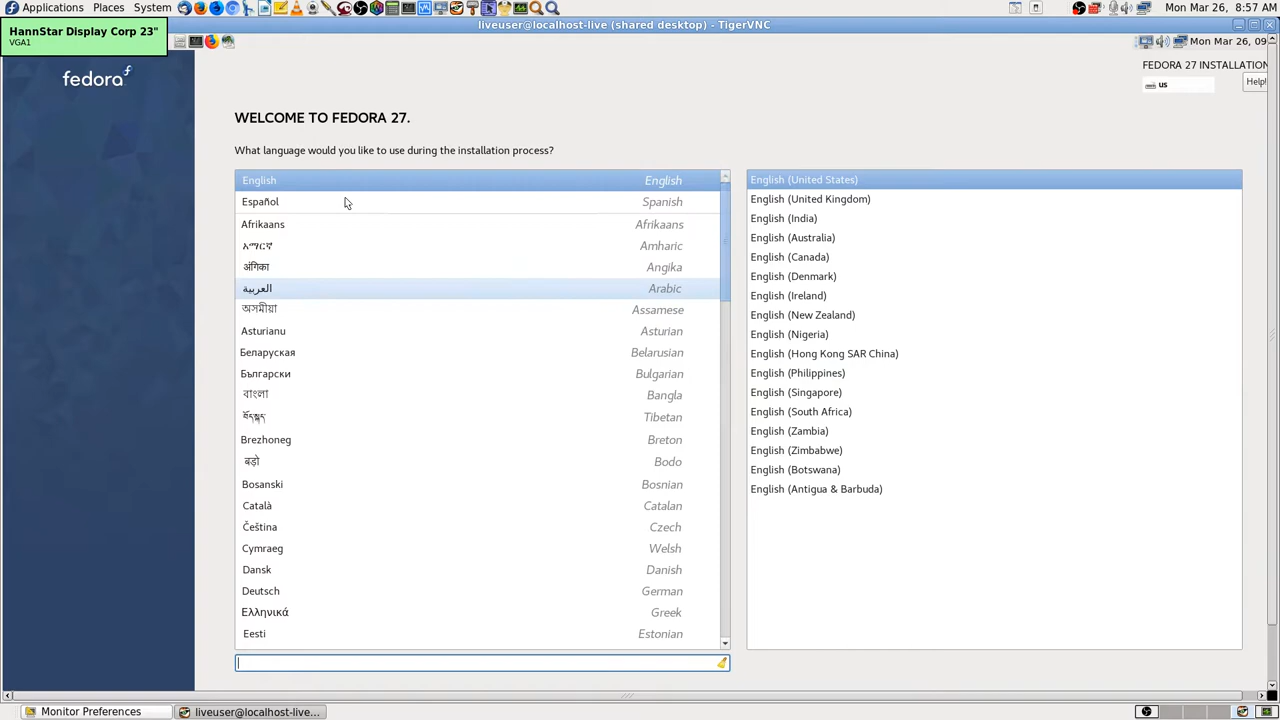 Applications Places System
Mon Mar 26, 8:57 AM
liveuser@localhost-live (shared desktop) - TigerVNC
HannStar Display Corp 23"
VGA1
Mon Mar 26, 09
fedora
FEDORA 27 INSTALLATION
us
Help!
WELCOME TO FEDORA 27.
What language would you like to use during the installation process?
English English
Español Spanish
Afrikaans Afrikaans
አማርኛ Amharic
अंगिका Angika
العربية Arabic
অসমীয়া Assamese
Asturianu Asturian
Беларуская Belarusian
Български Bulgarian
বাংলা Bangla
བོད་སྐད་ Tibetan
Brezhoneg Breton
बड़ो Bodo
Bosanski Bosnian
Català Catalan
Čeština Czech
Cymraeg Welsh
Dansk Danish
Deutsch German
Ελληνικά Greek
Eesti Estonian
English (United States)
English (United Kingdom)
English (India)
English (Australia)
English (Canada)
English (Denmark)
English (Ireland)
English (New Zealand)
English (Nigeria)
English (Hong Kong SAR China)
English (Philippines)
English (Singapore)
English (South Africa)
English (Zambia)
English (Zimbabwe)
English (Botswana)
English (Antigua & Barbuda)
Monitor Preferences
liveuser@localhost-live...